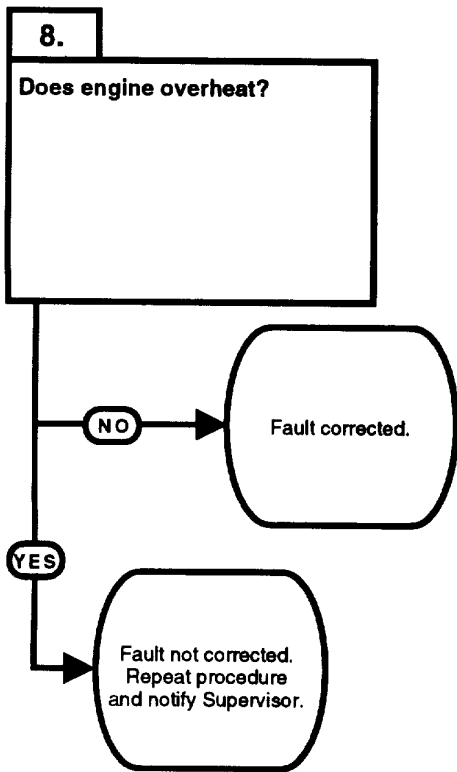 8.
Does engine overheat?
NO
Fault corrected.
YES
Fault not corrected.
Repeat procedure
and notify Supervisor.